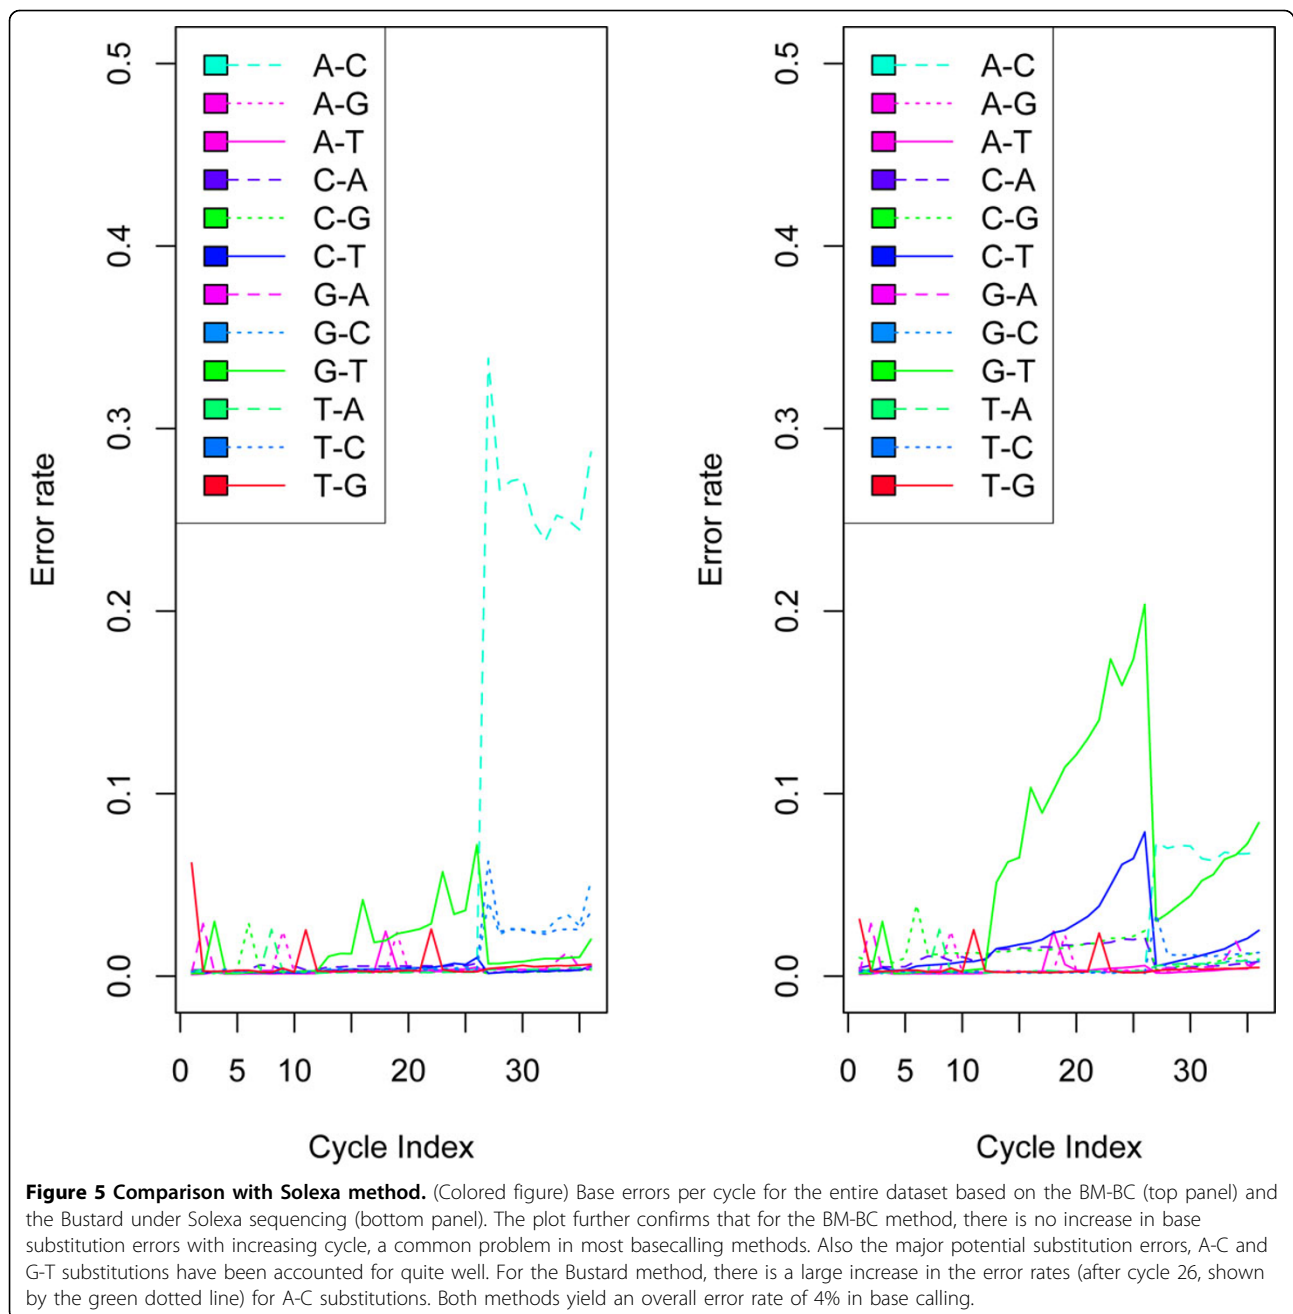 0.5
0.4
0.3
0.2
0.1
0.0
Error rate
A-C
A-G
A-T
C-A
C-G
C-T
G-A
G-C
G-T
T-A
T-C
T-G
0 5 10 20 30
Cycle Index
0.5
0.4
0.3
0.2
0.1
0.0
Error rate
A-C
A-G
A-T
C-A
C-G
C-T
G-A
G-C
G-T
T-A
T-C
T-G
0 5 10 20 30
Cycle Index
Figure 5 Comparison with Solexa method. (Colored figure) Base errors per cycle for the entire dataset based on the BM-BC (top panel) and
the Bustard under Solexa sequencing (bottom panel). The plot further confirms that for the BM-BC method, there is no increase in base
substitution errors with increasing cycle, a common problem in most basecalling methods. Also the major potential substitution errors, A-C and
G-T substitutions have been accounted for quite well. For the Bustard method, there is a large increase in the error rates (after cycle 26, shown
by the green dotted line) for A-C substitutions. Both methods yield an overall error rate of 4% in base calling.